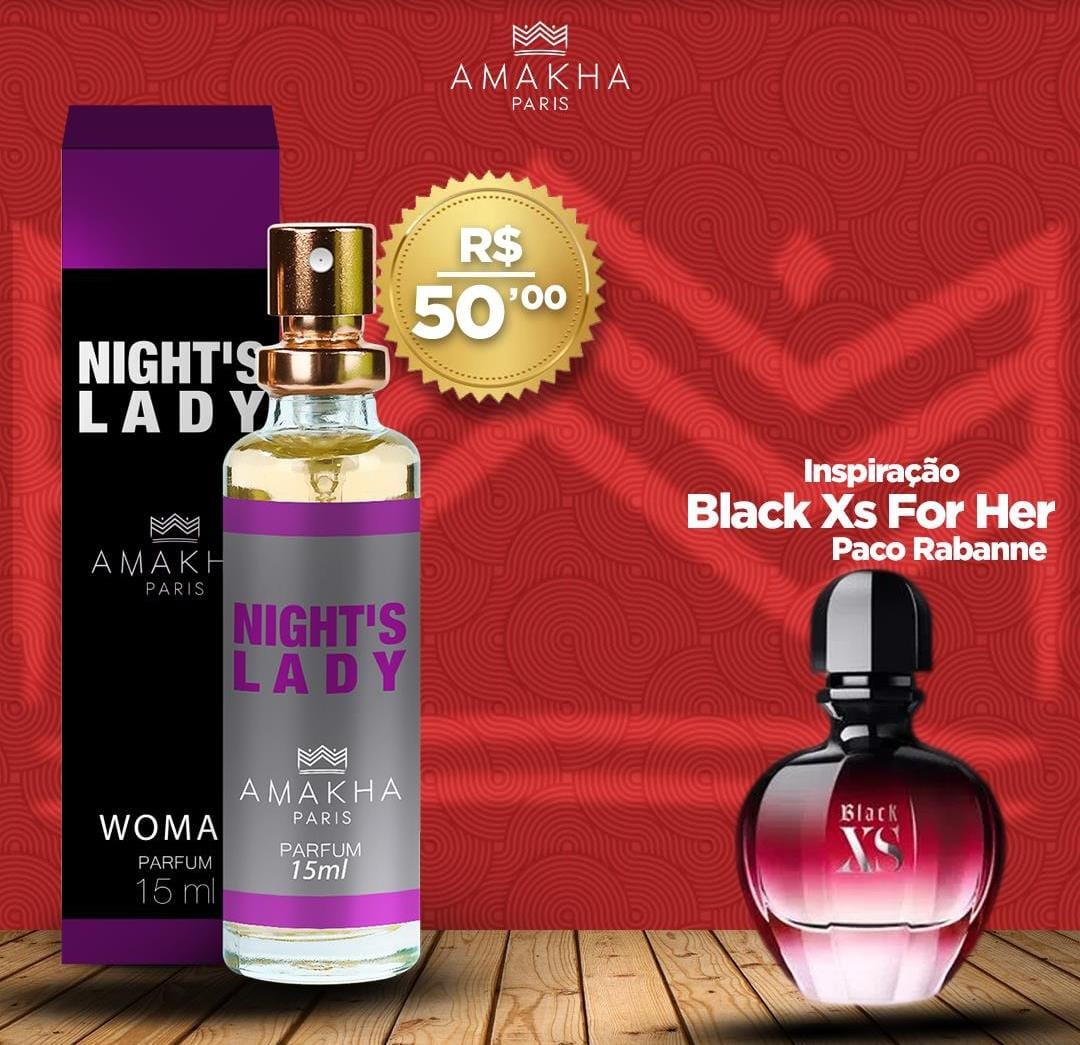 AMAKHA
PARIS
R$
50,00
NIGHT'S
LADY
AMAKH
PARIS
WOMA
PARFUM
15 ml
NIGHT'S
LADY
AMAKHA
PARIS
PARFUM
15ml
Inspiração
Black Xs For Her
Paco Rabanne
Black
XS